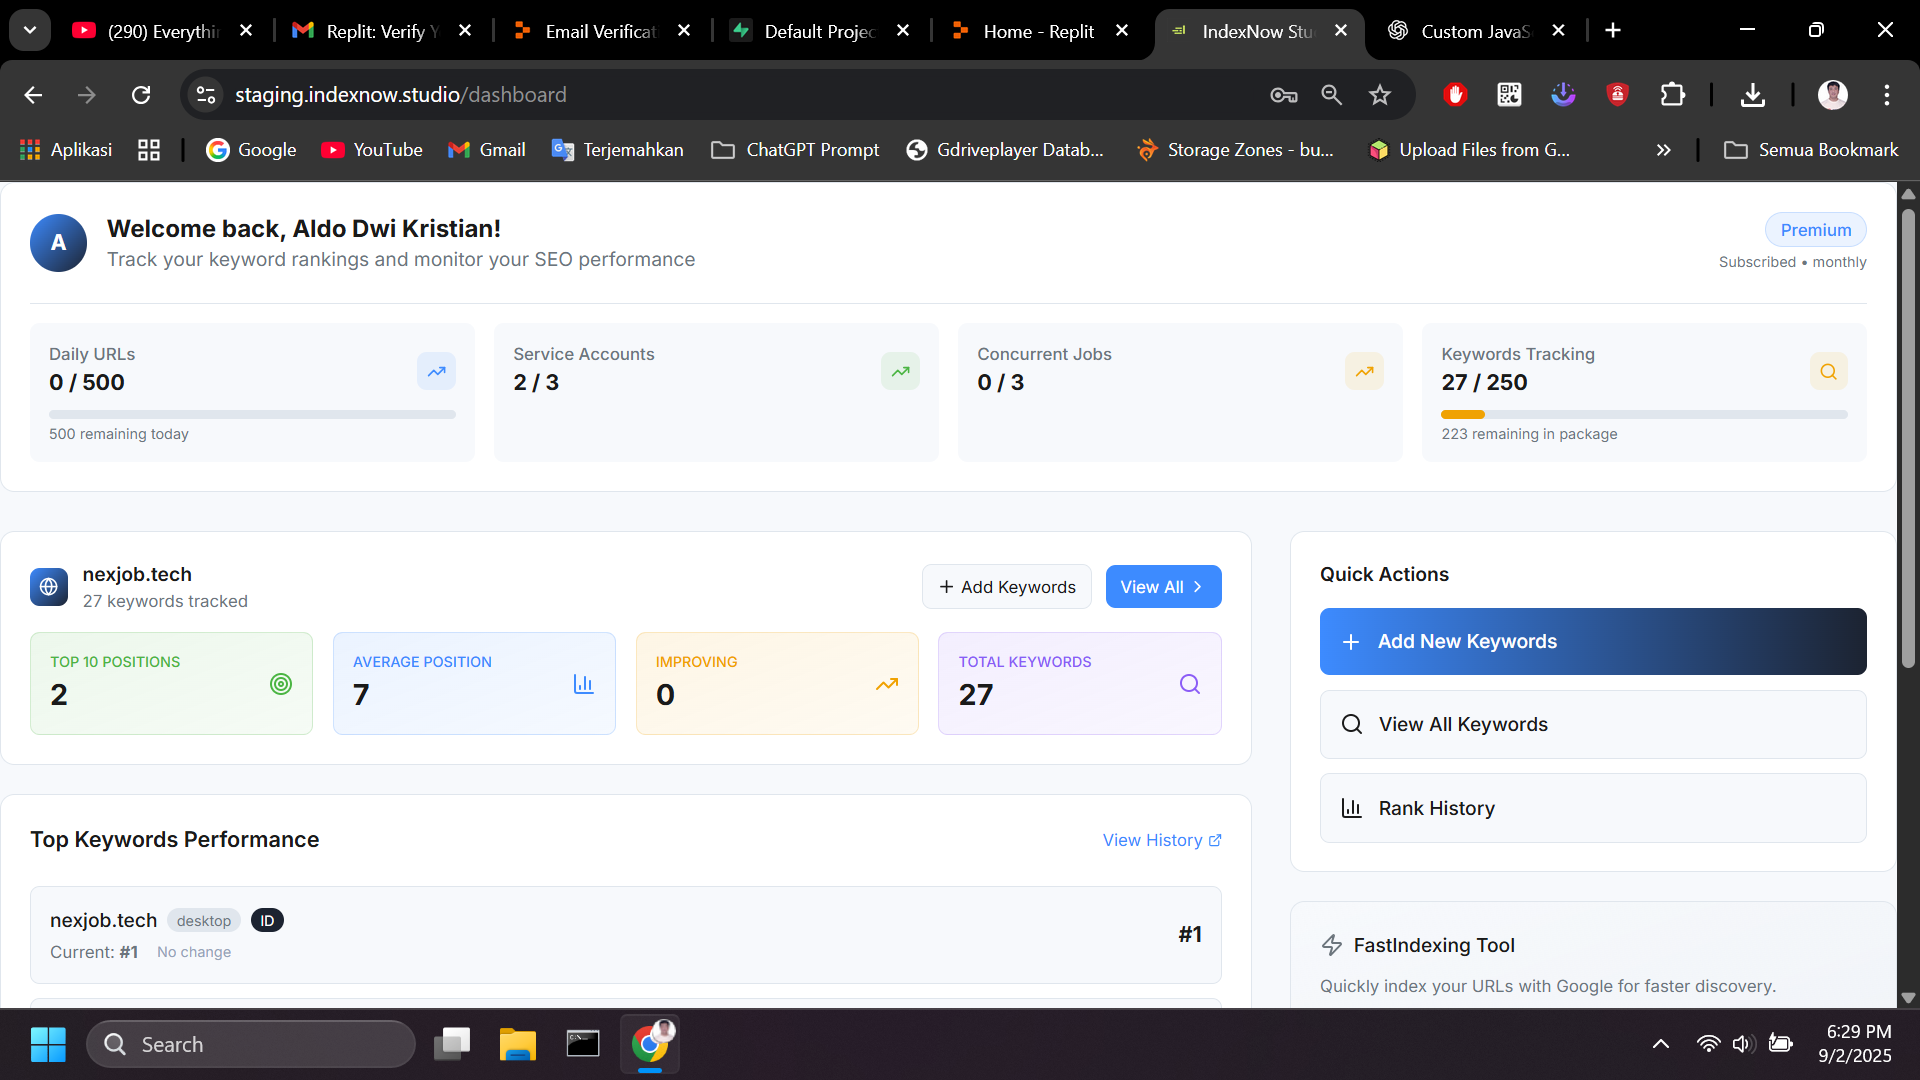 (290) Everythi
Replit: Verify Y
Email Verificat
Default Projec
Home - Replit
IndexNow Stu
Custom JavaS
staging.indexnow.studio/dashboard
Aplikasi
Google
YouTube
Gmail
Terjemahkan
ChatGPT Prompt
Gdriveplayer Datab...
Storage Zones - bu...
Upload Files from G...
Semua Bookmark
A
Welcome back, Aldo Dwi Kristian!
Track your keyword rankings and monitor your SEO performance
Premium
Subscribed • monthly
Daily URLs
0 / 500
500 remaining today
Service Accounts
2 / 3
Concurrent Jobs
0 / 3
Keywords Tracking
27 / 250
223 remaining in package
nexjob.tech
27 keywords tracked
Add Keywords
View All
TOP 10 POSITIONS
2
AVERAGE POSITION
7
IMPROVING
0
TOTAL KEYWORDS
27
Quick Actions
Add New Keywords
View All Keywords
Rank History
Top Keywords Performance
View History
nexjob.tech desktop ID
Current: #1 No change
#1
FastIndexing Tool
Quickly index your URLs with Google for faster discovery.
Search
6:29 PM
9/2/2025